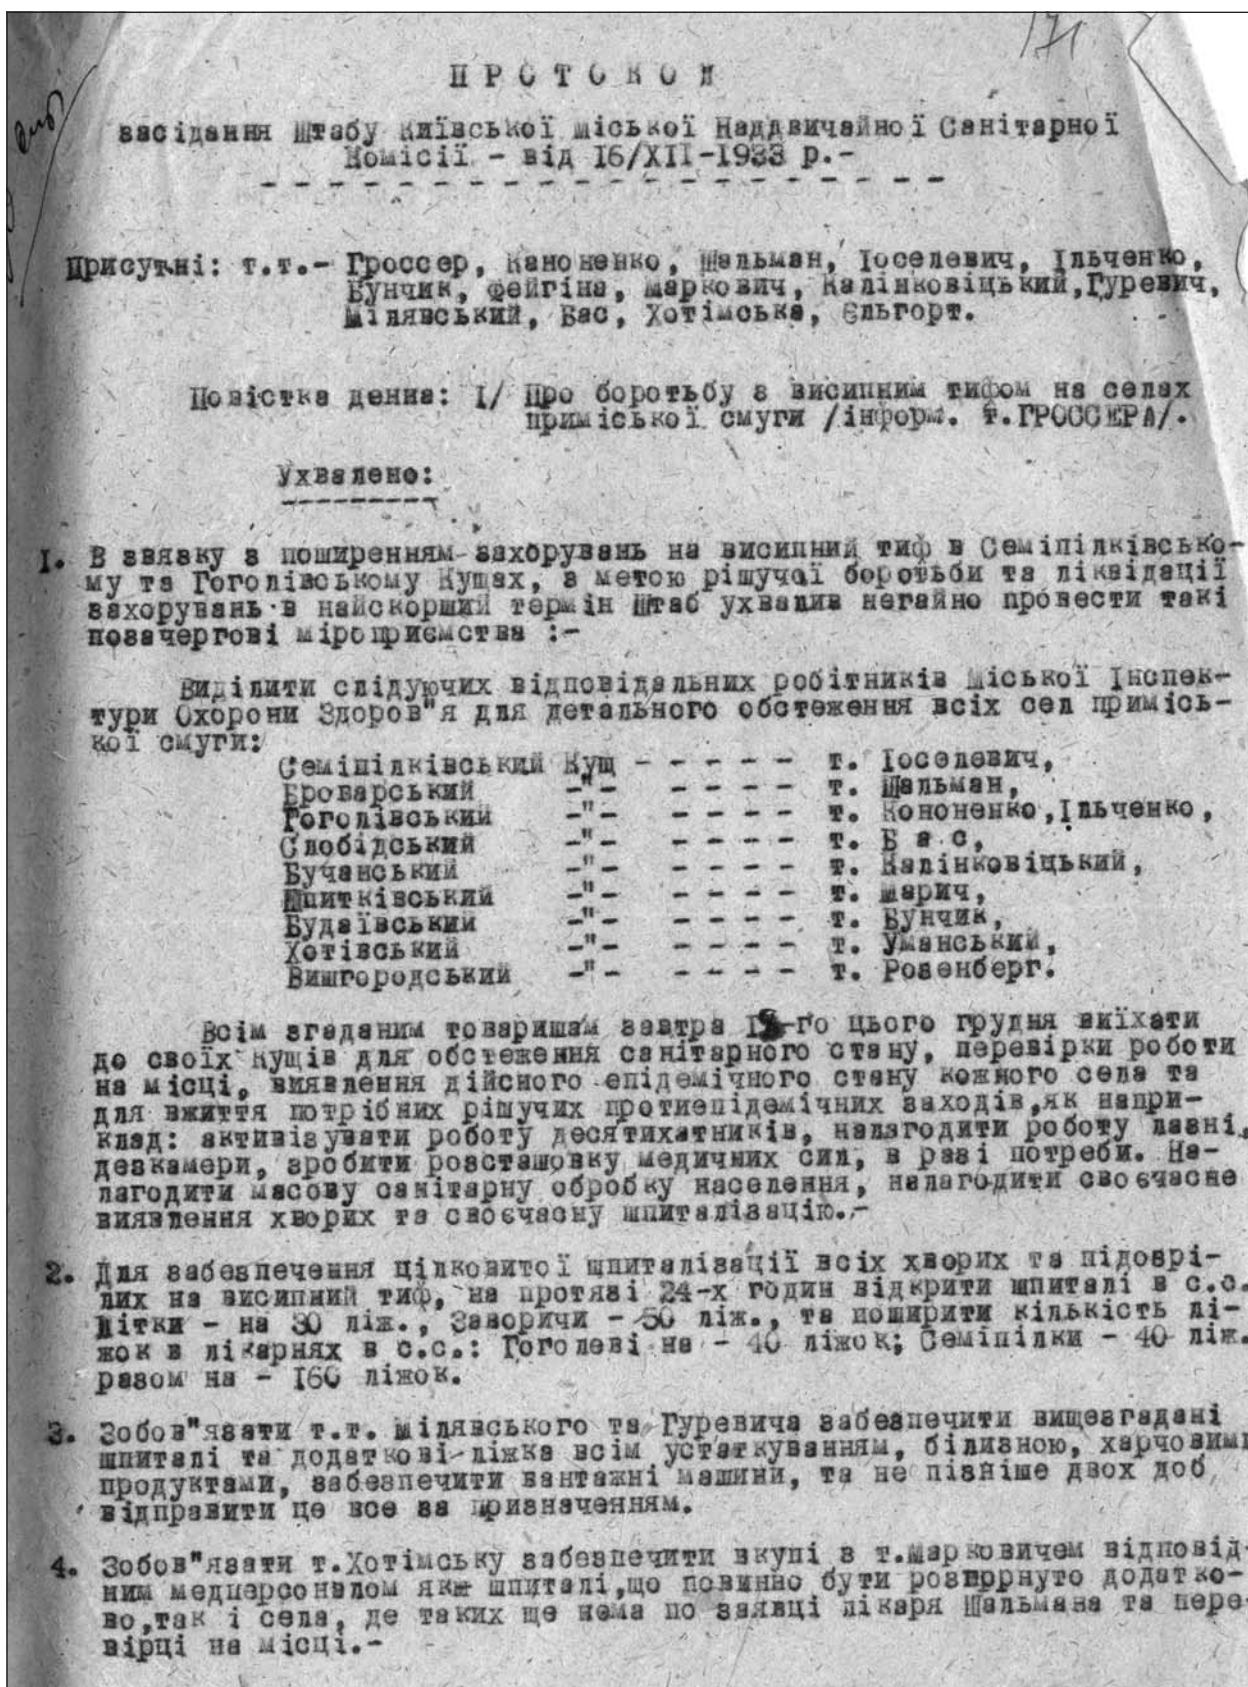 171
ПРОТОКОЛ
засідання Штабу Київської міської Наддвичайної Санітарної
Комісії - від 16/XII-1933 р.-
Присутні: т.т.- Гроссер, Каноненко, Шальман, Іоселевич, Ільченко,
Бунчик, Фейгіна, Маркович, Калінковіцький, Гуревич,
Мілявський, Бас, Хотімська, Єльгорт.
Повістка денна: І/ Про боротьбу з висипним тифом на селах
приміської смуги /інформ. т.ГРОССЕРА/.
Ухвалено:
І. В звязку з поширенням захорувань на висипний тиф в Семіпілківсько-
му та Гоголівському Кущах, з метою рішучої боротьби та ліквідації
захорувань в найскорший термін Штаб ухвалив негайно провести такі
позачергові міроприємства :-
Виділити слідуючих відповідальних робітників Міської Інспек-
тури Охорони Здоров"я для детального обстеження всіх сел примісь-
кої смуги:
Семіпілківський Кущ - - - - - т. Іоселевич,
Броварський -"- - - - - т. Шальман,
Гоголівський -"- - - - - т. Кононенко, Ільченко,
Слобідський -"- - - - - т. Б а с,
Бучанський -"- - - - - т. Калінковіцький,
Шпитківський -"- - - - - т. Марич,
Будаївський -"- - - - - т. Бунчик,
Хотівський -"- - - - - т. Уманський,
Вишгородський -"- - - - - т. Розенберг.
Всім згаданим товаришам завтра го цього грудня виїхати
до своїх Кущів для обстеження санітарного стану, перевірки роботи
на місці, виявлення дійсного епідемічного стану кожного села та
для вжиття потрібних рішучих протиепідемічних заходів,як напри-
клад: активізувати роботу десятихатників, налагодити роботу лазні,
дезкамери, зробити розсташовку медичних сил, в разі потреби. На-
лагодити масову санітарну обробку населення, налагодити своєчасне
виявлення хворих та своєчасну шпиталізацію.-
2. Для забезпечення цілковитої шпиталізації всіх хворих та підозрі-
лих на висипний тиф, на протязі 24-х годин відкрити шпиталі в с.с.
Літки - на 30 ліж., Заворичи - 50 ліж., та поширити кількість лі-
жок в лікарнях в с.с.: Гоголеві на - 40 ліжок; Семіпілки - 40 ліж.
разом на - 160 ліжок.
3. Зобов"язати т.т. Мілявського та Гуревича забезпечити вищезгадані
шпиталі та додаткові ліжка всім устаткуванням, білизною, харчовими
продуктами, забезпечити вантажні машини, та не пізніше двох доб
відправити це все за призначенням.
4. Зобов"язати т.Хотімську забезпечити вкупі з т.Марковичем відповід-
ним медперсоналом як шпиталі,що повинно бути розгорнуто додатко-
во,так і села, де таких ще нема по заявці лікаря Шальмана та пере-
вірці на місці.-